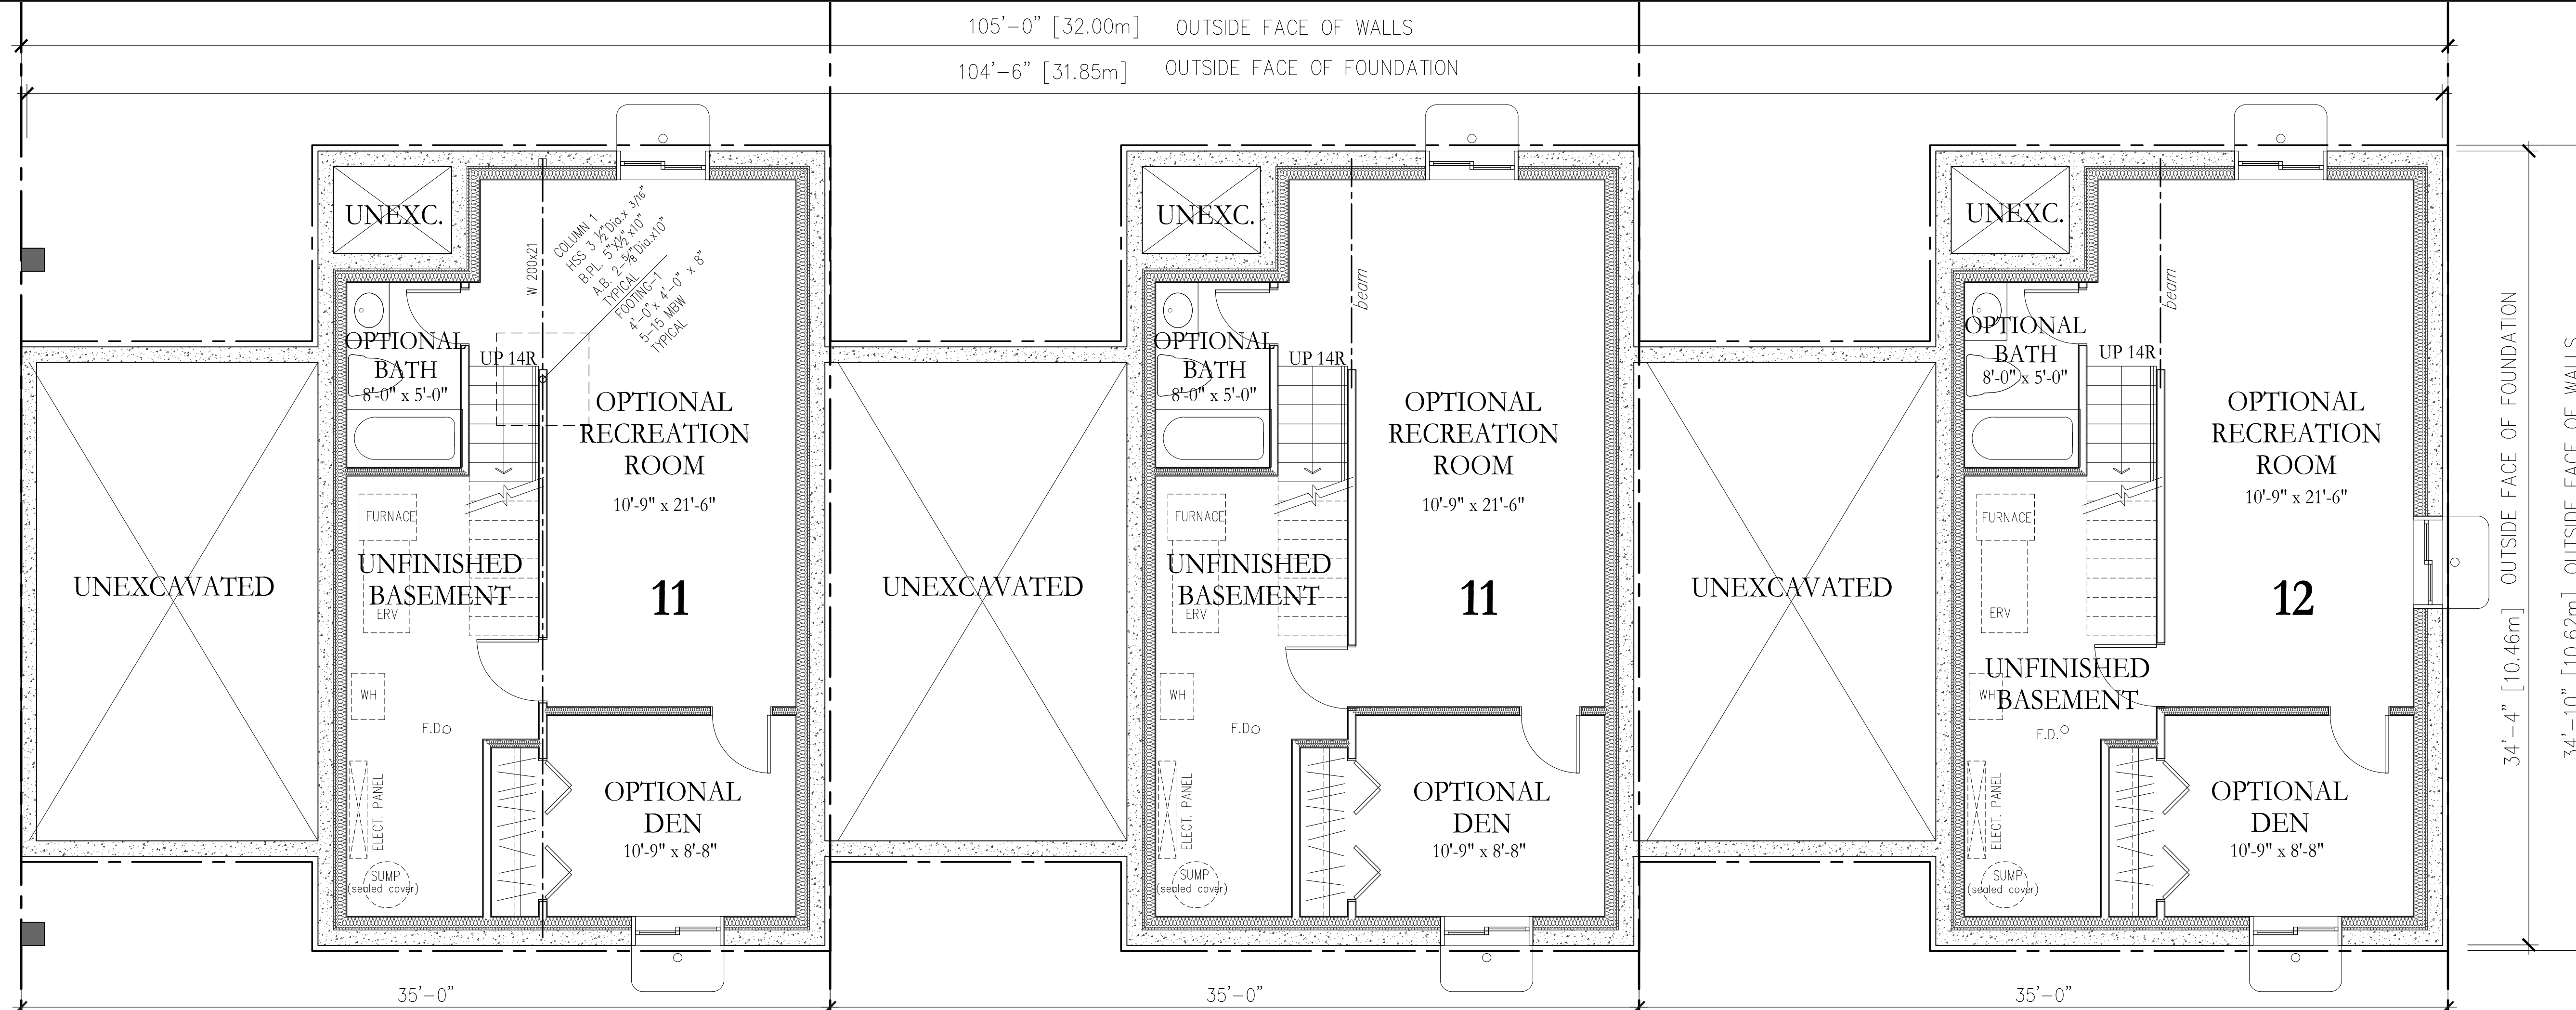 105'-0" [32.00m] OUTSIDE FACE OF WALLS
104'-6" [31.85m] OUTSIDE FACE OF FOUNDATION
UNEXC.
W 200x21
COLUMN 1
HSS 3 ½"Dia.x 3/16"
B.PL. 5"x½"x10"
A.B. 2-⅝"Dia.x10"
TYPICAL
FOOTING-1
4'-0" x 4'-0" x 8"
5-15 MBW
TYPICAL
OPTIONAL
BATH
8'-0" x 5'-0"
UP 14R
OPTIONAL
RECREATION
ROOM
10'-9" x 21'-6"
FURNACE
UNFINISHED
BASEMENT
ERV
11
UNEXCAVATED
WH
F.D.
ELECT. PANEL
OPTIONAL
DEN
10'-9" x 8'-8"
SUMP
(sealed cover)
35'-0"
UNEXC.
beam
OPTIONAL
BATH
8'-0" x 5'-0"
UP 14R
OPTIONAL
RECREATION
ROOM
10'-9" x 21'-6"
FURNACE
UNFINISHED
BASEMENT
ERV
11
UNEXCAVATED
WH
F.D.
ELECT. PANEL
OPTIONAL
DEN
10'-9" x 8'-8"
SUMP
(sealed cover)
35'-0"
UNEXC.
beam
OPTIONAL
BATH
8'-0" x 5'-0"
UP 14R
OPTIONAL
RECREATION
ROOM
10'-9" x 21'-6"
FURNACE
ERV
12
UNEXCAVATED
UNFINISHED
BASEMENT
WH
F.D.
ELECT. PANEL
OPTIONAL
DEN
10'-9" x 8'-8"
SUMP
(sealed cover)
35'-0"
34'-4" [10.46m] OUTSIDE FACE OF FOUNDATION
34'-10" [10.62m] OUTSIDE FACE OF WALLS